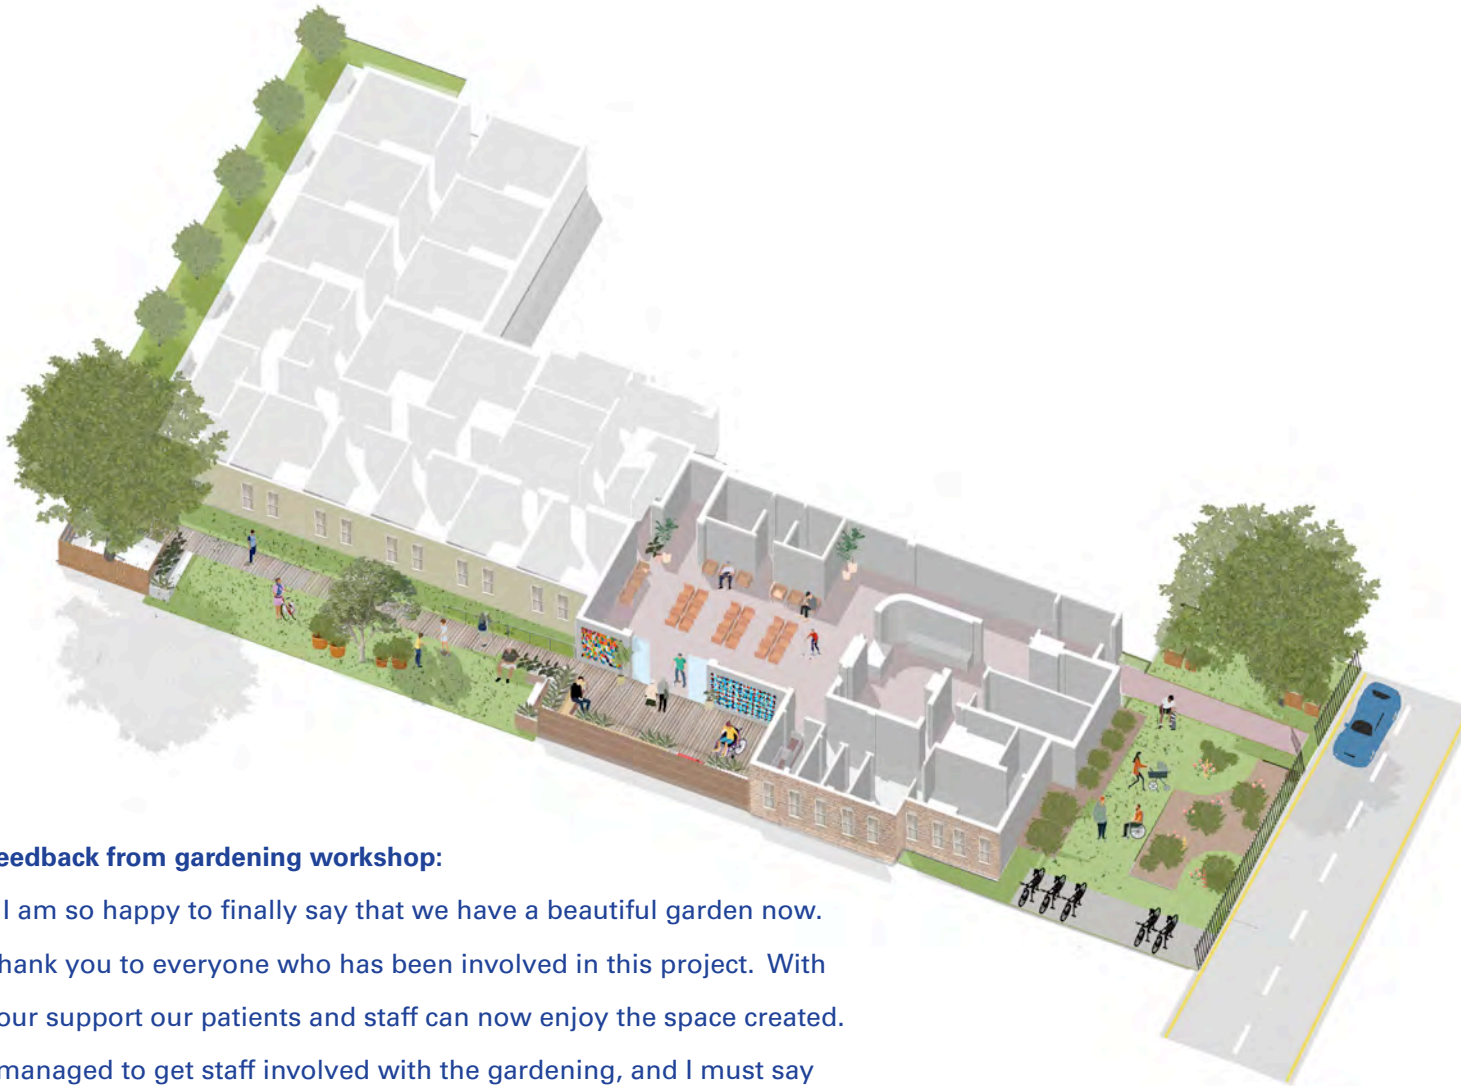 eedback from gardening workshop:
I am so happy to finally say that we have a beautiful garden now.
hank you to everyone who has been involved in this project. With
our support our patients and staff can now enjoy the space created.
managed to get staff involved with the gardening, and I must say